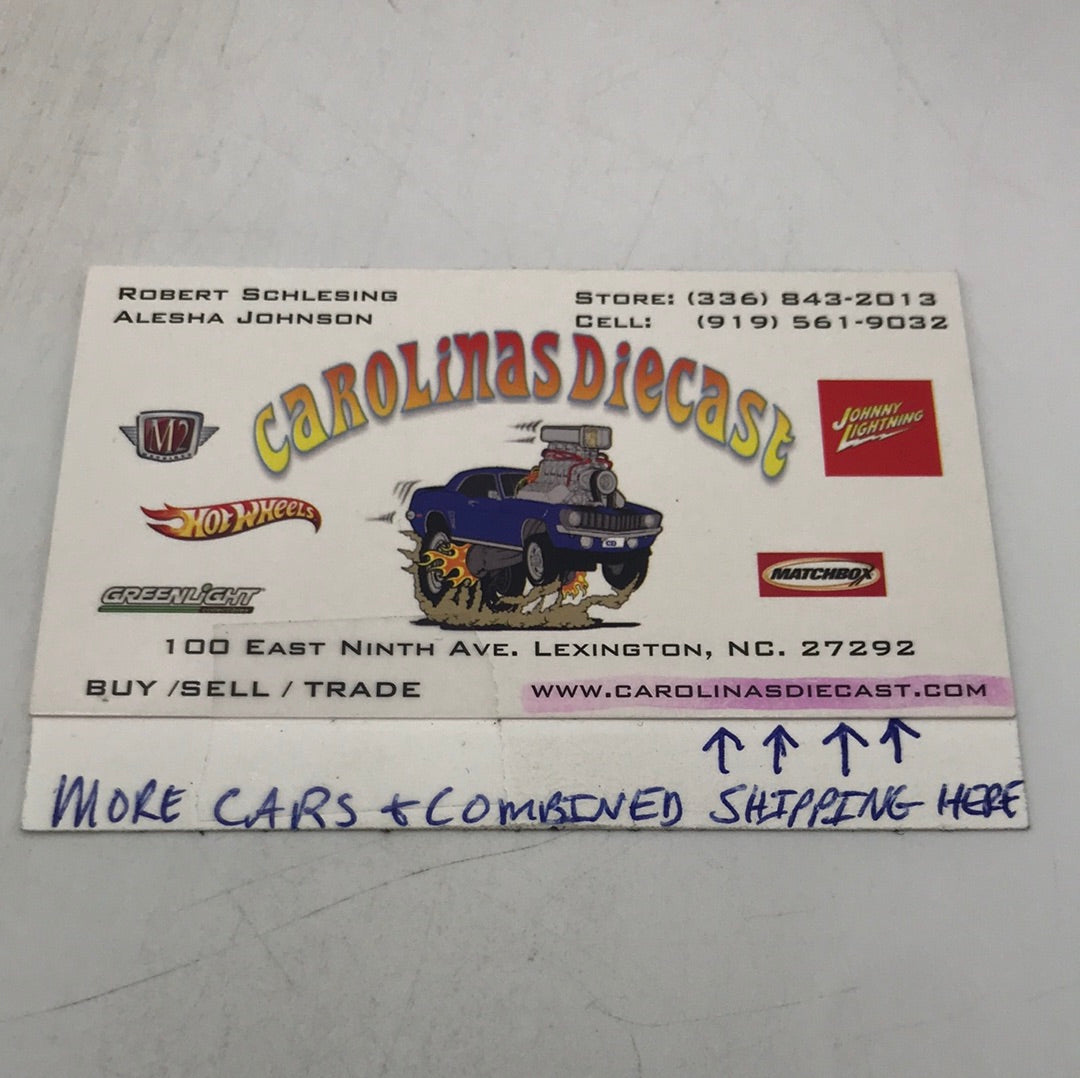 ROBERT SCHLESING
ALESHA JOHNSON
STORE: (336) 843-2013
CELL: (919) 561-9032
CAROLINAS DIECAST
M2
JOHNNY
LIGHTNING
HOT WHEELS
MATCHBOX
GREENLIGHT
CD
100 EAST NINTH AVE. LEXINGTON, NC. 27292
BUY /SELL / TRADE
WWW.CAROLINASDIECAST.COM
↑ ↑ ↑ ↑
MORE CARS + COMBINED SHIPPING HERE